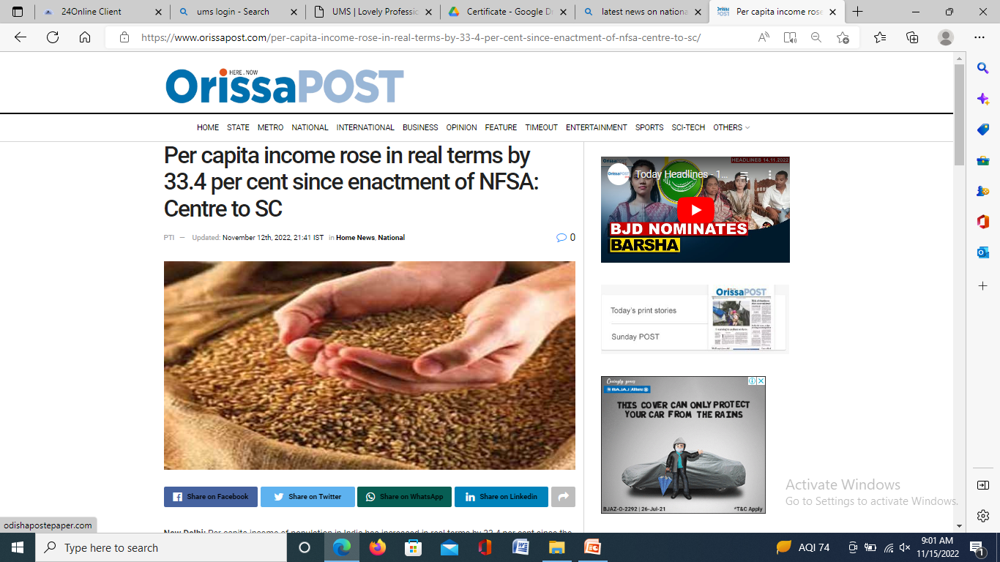 24Online Client
ums login - Search
UMS | Lovely Professio
Certificate - Google D
latest news on nationa
Per capita income rose
https://www.orissapost.com/per-capita-income-rose-in-real-terms-by-33-4-per-cent-since-enactment-of-nfsa-centre-to-sc/
HERE . NOW
OrissaPOST
HOME STATE METRO NATIONAL INTERNATIONAL BUSINESS OPINION FEATURE TIMEOUT ENTERTAINMENT SPORTS SCI-TECH OTHERS
Per capita income rose in real terms by
33.4 per cent since enactment of NFSA:
Centre to SC
PTI — Updated: November 12th, 2022, 21:41 IST in Home News, National
0
Share on Facebook
Share on Twitter
Share on WhatsApp
Share on Linkedin
New Delhi: Per capita income of population in India has increased in real terms by 33.4 per cent since the
OrissaPOST
HEADLINES 14.11.2022
Today Headlines - 1...
BJD NOMINATES
BARSHA
OrissaPOST
Today's print stories
Sunday POST
Caringly yours
BAJAJ Allianz
THIS COVER CAN ONLY PROTECT
YOUR CAR FROM THE RAINS
BJAZ-O-2292 | 26-Jul-21
*T&C Apply
Activate Windows
Go to Settings to activate Windows.
odishapostepaper.com
Type here to search
AQI 74
9:01 AM
11/15/2022
1